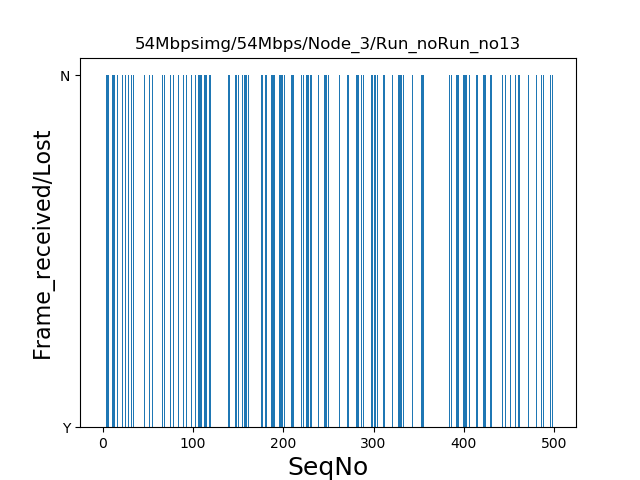 54Mbpsimg/54Mbps/Node_3/Run_noRun_no13
N
Frame_received/Lost
Y
0 100 200 300 400 500
SeqNo